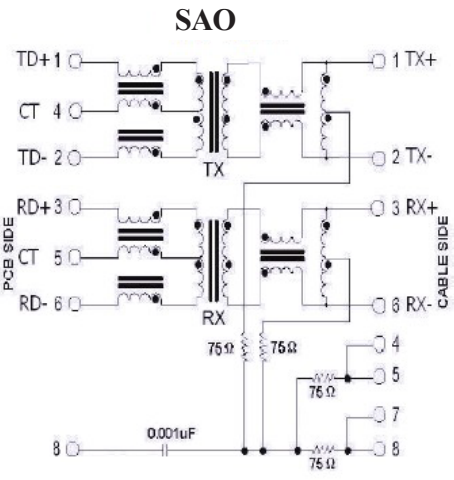 SAO
TD+ 1
1 TX+
CT 4
TD- 2
TX
2 TX-
RD+ 3
3 RX+
PCB SIDE
CT 5
CABLE SIDE
RD- 6
RX
6 RX-
75Ω
75Ω
4
5
75Ω
7
8
0.001uF
8
75Ω